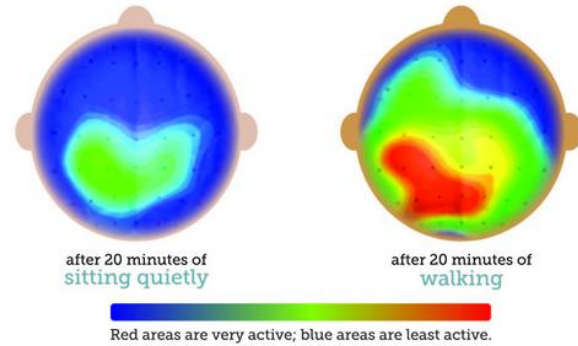 after 20 minutes of
sitting quietly
after 20 minutes of
walking
Red areas are very active; blue areas are least active.